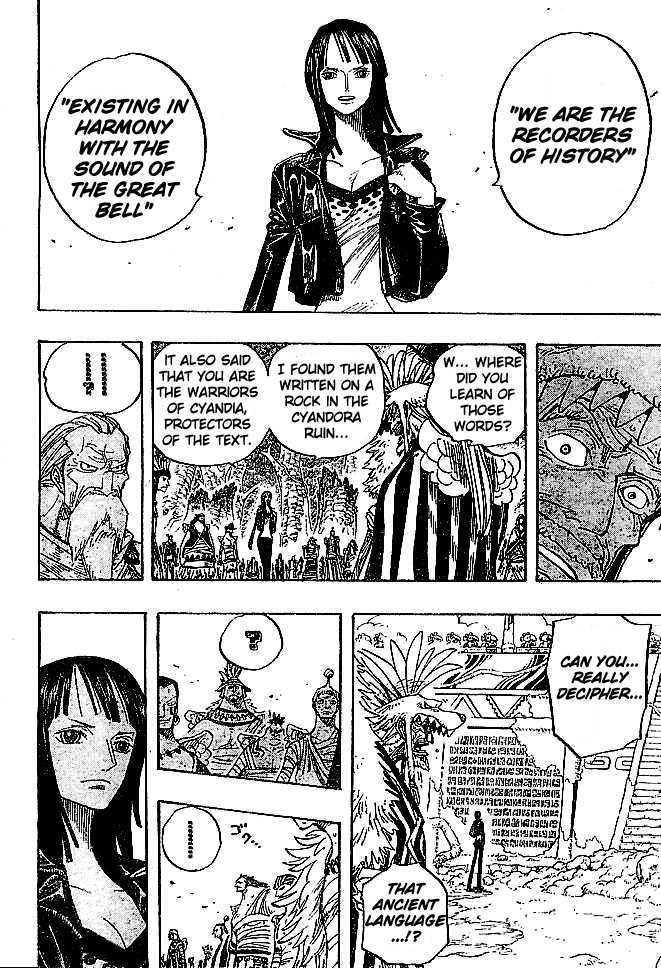 "WE ARE THE
RECORDERS
OF HISTORY"
"EXISTING IN
HARMONY
WITH THE
SOUND OF
THE GREAT
BELL"
W... WHERE
DID YOU
LEARN OF
THOSE
WORDS?
I FOUND THEM
WRITTEN ON A
ROCK IN THE
CYANDORA
RUIN...
IT ALSO SAID
THAT YOU ARE
THE WARRIORS
OF CYANDIA,
PROTECTORS
OF THE TEXT.
!!
CAN YOU...
REALLY
DECIPHER...
THAT
ANCIENT
LANGUAGE
...!?
?
ゴク...